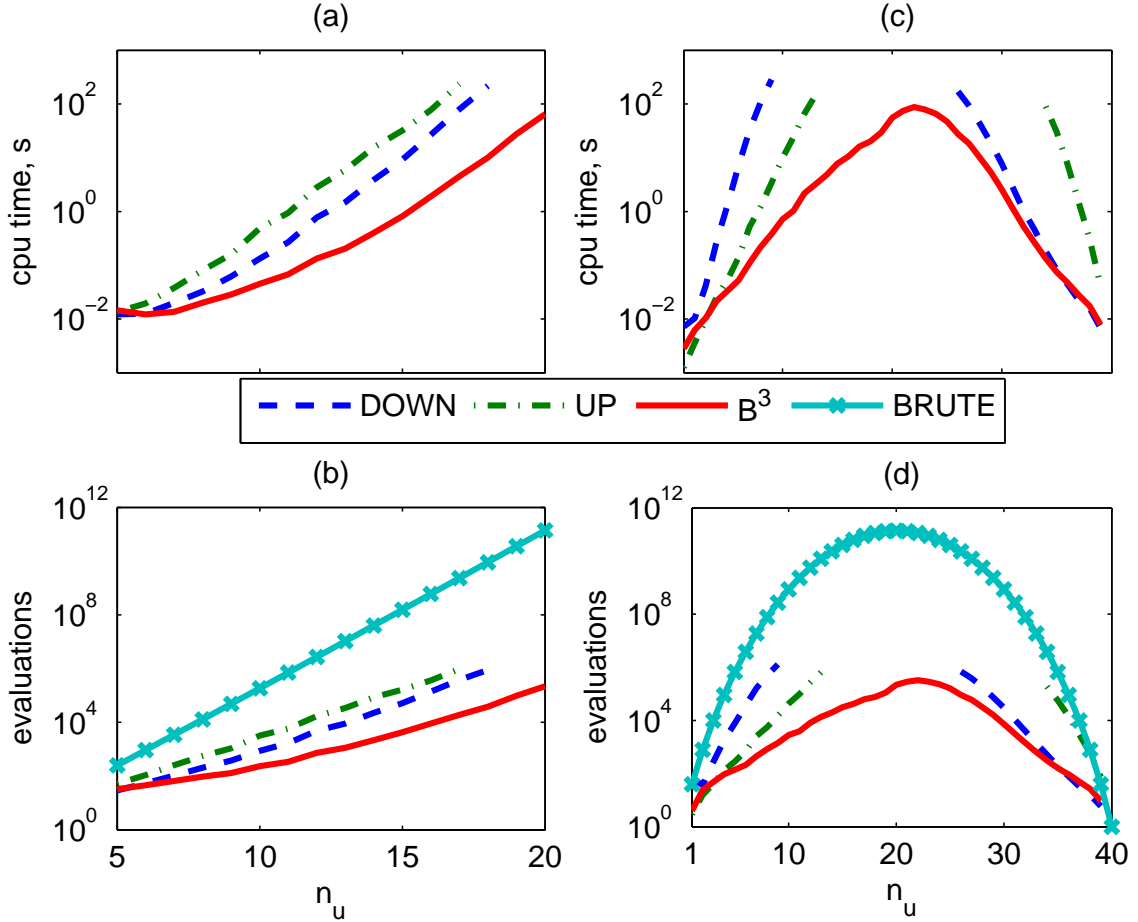 (a)
cpu time, s
10^2
10^0
10^−2
(c)
cpu time, s
10^2
10^0
10^−2
DOWN UP B^3 BRUTE
(b)
evaluations
10^12
10^8
10^4
10^0
5 10 15 20
n_u
(d)
evaluations
10^12
10^8
10^4
10^0
1 10 20 30 40
n_u